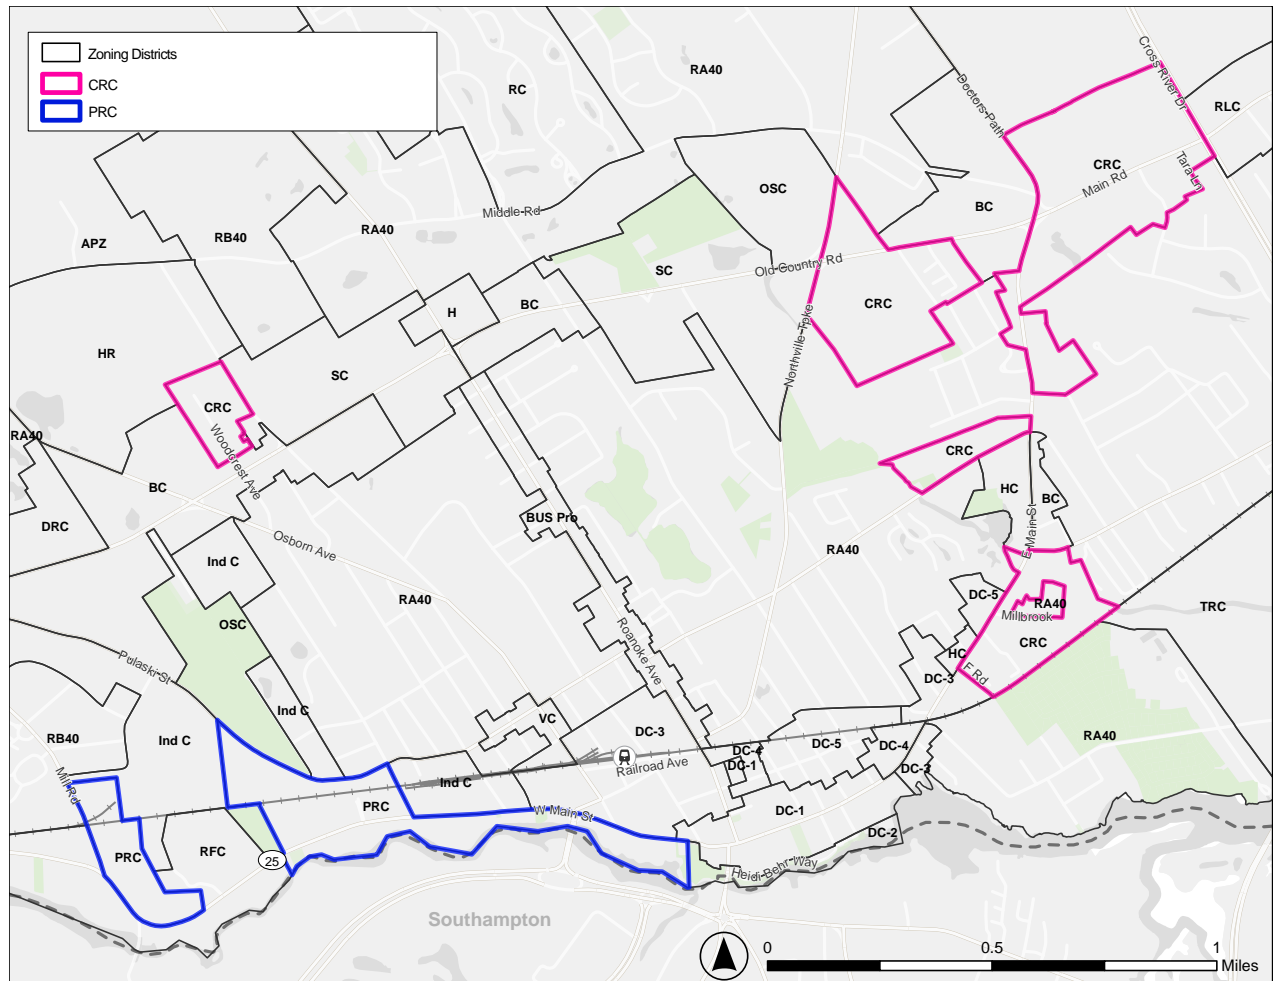 Zoning Districts
CRC
PRC
RC
RA40
Cross River Dr
Doctors Path
RLC
CRC
Tara Ln
Main Rd
OSC
BC
Middle Rd
RA40
RB40
APZ
SC
Old Country Rd
CRC
BC
H
Northville Tpke
HR
SC
CRC
Woodcrest Ave
RA40
BC
CRC
HC
BC
E Main St
DRC
BUS Pro
Osborn Ave
Ind C
RA40
RA40
DC-5
RA40
Millbrook
TRC
CRC
OSC
Roanoke Ave
HC
F Rd
DC-3
Pulaski St
Ind C
VC
DC-3
RB40
Ind C
DC-4
DC-5
DC-4
RA40
DC-1
DC-3
Railroad Ave
Mill Rd
Ind C
PRC
W Main St
DC-1
DC-2
PRC
RFC
25
Heidi Behr Way
Southampton
0
0.5
1
Miles